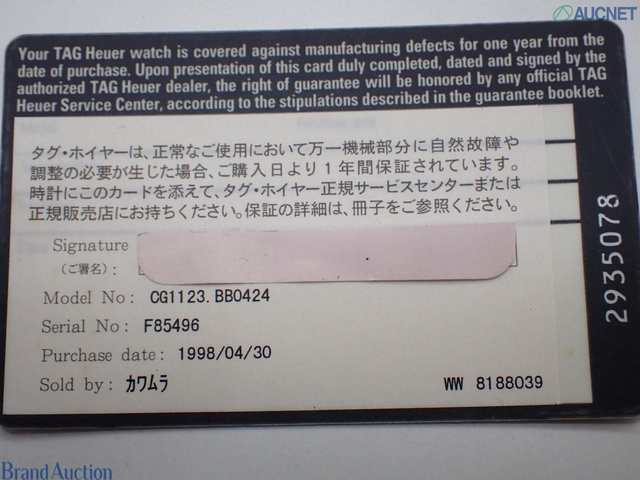 AUCNET
Your TAG Heuer watch is covered against manufacturing defects for one year from the
date of purchase. Upon presentation of this card duly completed, dated and signed by the
authorized TAG Heuer dealer, the right of guarantee will be honored by any official TAG
Heuer Service Center, according to the stipulations described in the guarantee booklet.
タグ・ホイヤーは、正常なご使用において万一機械部分に自然故障や
調整の必要が生じた場合、ご購入日より1年間保証されています。
時計にこのカードを添えて、タグ・ホイヤー正規サービスセンターまたは
正規販売店にお持ちください。保証の詳細は、冊子をご参照ください。
Signature
(ご署名) :
Model No: CG1123.BB0424
Serial No: F85496
Purchase date: 1998/04/30
Sold by: カワムラ
WW 8188039
2935078
Brand Auction